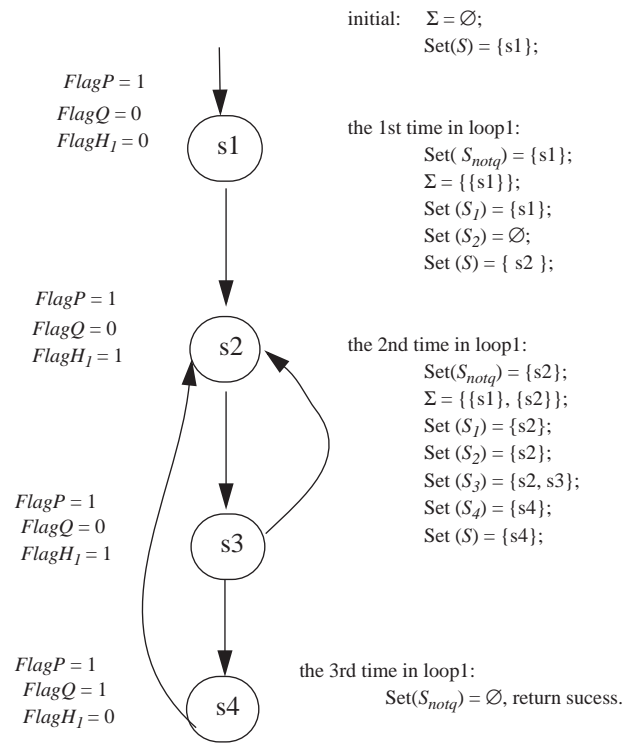 initial: Σ = ∅;
Set(S) = {s1};
FlagP = 1
FlagQ = 0
FlagH1 = 0
s1
the 1st time in loop1:
Set( Snotq) = {s1};
Σ = {{s1}};
Set (S1) = {s1};
Set (S2) = ∅;
Set (S) = { s2 };
FlagP = 1
FlagQ = 0
FlagH1 = 1
s2
the 2nd time in loop1:
Set(Snotq) = {s2};
Σ = {{s1}, {s2}};
Set (S1) = {s2};
Set (S2) = {s2};
Set (S3) = {s2, s3};
Set (S4) = {s4};
Set (S) = {s4};
FlagP = 1
FlagQ = 0
FlagH1 = 1
s3
FlagP = 1
FlagQ = 1
FlagH1 = 0
s4
the 3rd time in loop1:
Set(Snotq) = ∅, return sucess.